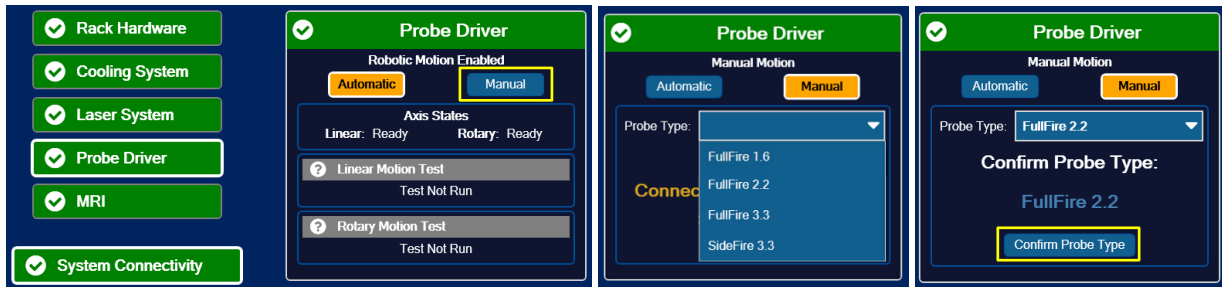 Rack Hardware
Cooling System
Laser System
Probe Driver
MRI
System Connectivity
Probe Driver
Robotic Motion Enabled
Automatic Manual
Axis States
Linear: Ready Rotary: Ready
? Linear Motion Test
Test Not Run
? Rotary Motion Test
Test Not Run
Probe Driver
Manual Motion
Automatic Manual
Probe Type:
FullFire 1.6
FullFire 2.2
FullFire 3.3
SideFire 3.3
Connec
Probe Driver
Manual Motion
Automatic Manual
Probe Type: FullFire 2.2
Confirm Probe Type:
FullFire 2.2
Confirm Probe Type